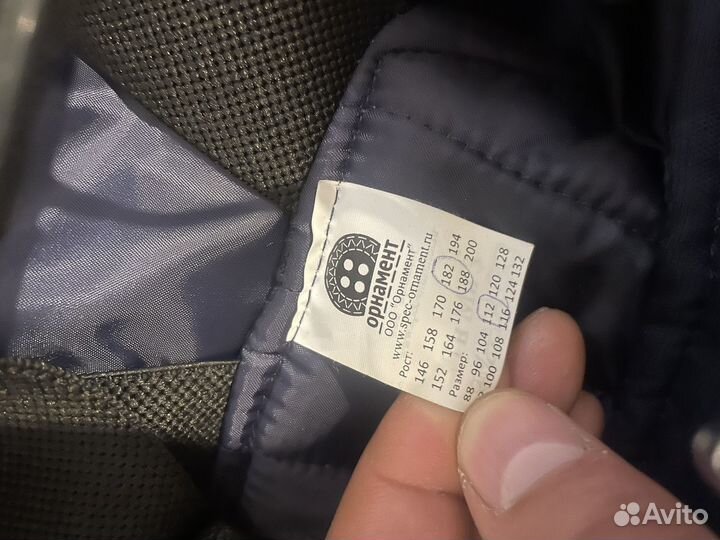 орнамент
ООО "Орнамент"
www.spec-ornament.ru
Рост:
146 158 170 182 194
152 164 176 188 200
Размер:
88 96 104 112 120 128
100 108 116 124 132
Avito